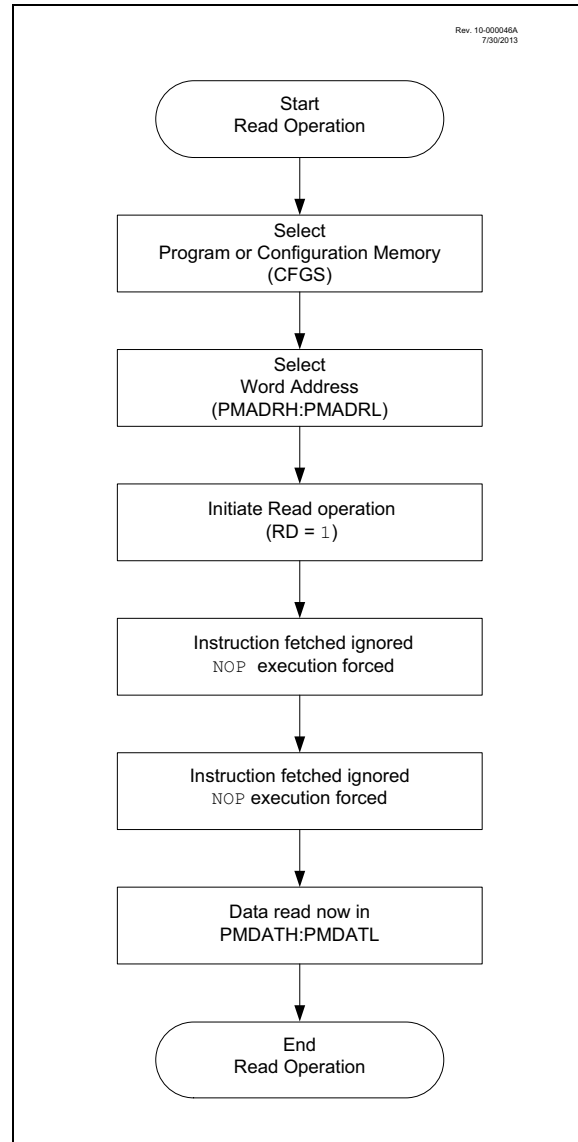 Rev. 10-000046A
7/30/2013
Start
Read Operation
Select
Program or Configuration Memory
(CFGS)
Select
Word Address
(PMADRH:PMADRL)
Initiate Read operation
(RD = 1)
Instruction fetched ignored
NOP execution forced
Instruction fetched ignored
NOP execution forced
Data read now in
PMDATH:PMDATL
End
Read Operation